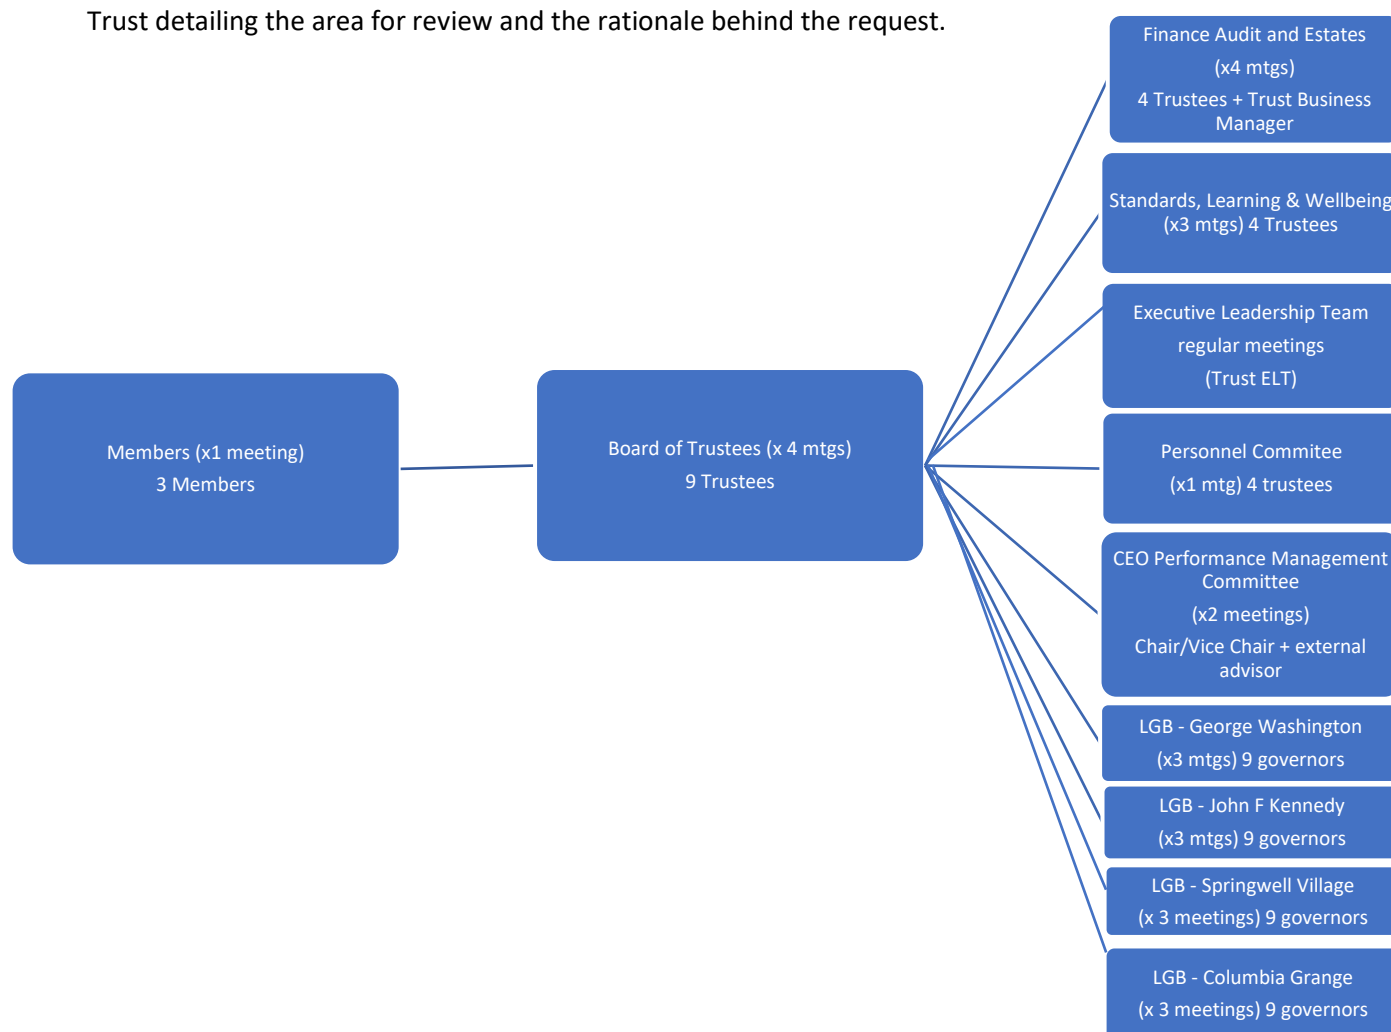 Trust detailing the area for review and the rationale behind the request.
Finance Audit and Estates
(x4 mtgs)
4 Trustees + Trust Business
Manager
Standards, Learning & Wellbeing
(x3 mtgs) 4 Trustees
Executive Leadership Team
regular meetings
(Trust ELT)
Members (x1 meeting)
3 Members
Board of Trustees (x 4 mtgs)
9 Trustees
Personnel Commitee
(x1 mtg) 4 trustees
CEO Performance Management
Committee
(x2 meetings)
Chair/Vice Chair + external
advisor
LGB - George Washington
(x3 mtgs) 9 governors
LGB - John F Kennedy
(x3 mtgs) 9 governors
LGB - Springwell Village
(x 3 meetings) 9 governors
LGB - Columbia Grange
(x 3 meetings) 9 governors